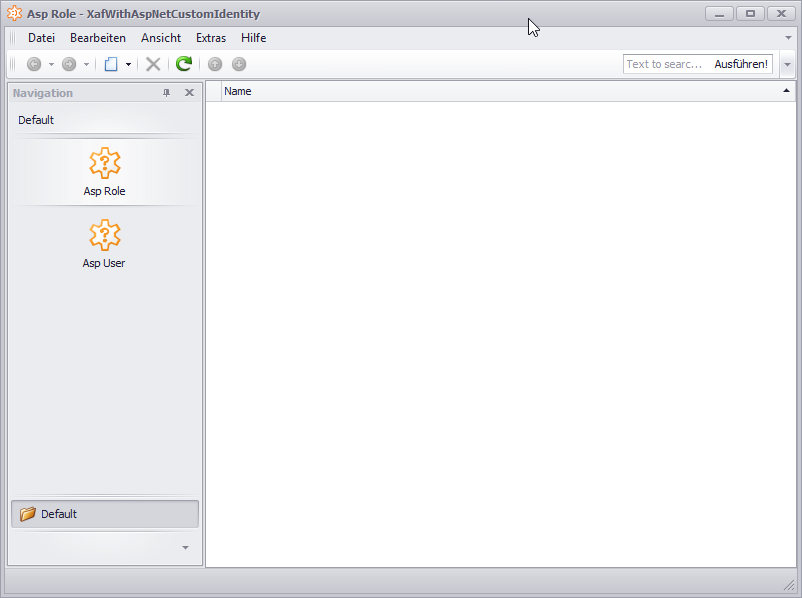 Asp Role - XafWithAspNetCustomIdentity
Datei Bearbeiten Ansicht Extras Hilfe
Text to searc... Ausführen!
Navigation
Name
Default
Asp Role
Asp User
Default